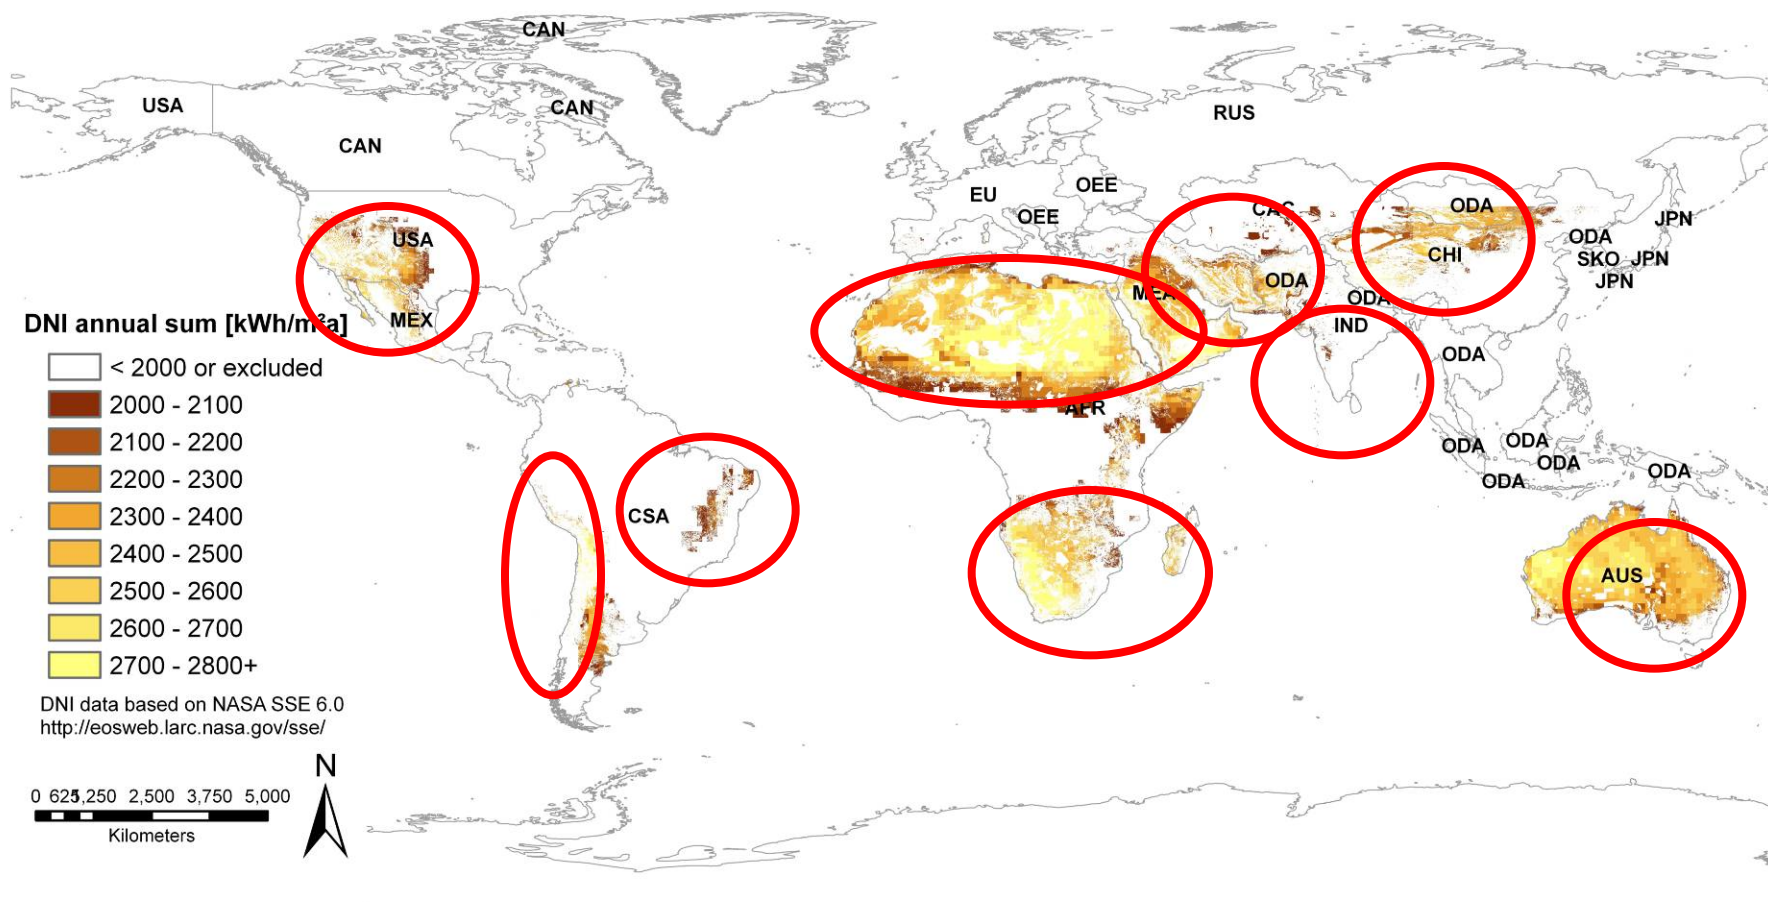 CAN
USA
CAN
CAN
RUS
EU
OEE
OEE
CAC
ODA
JPN
ODA
USA
CHI
SKO
JPN
JPN
MEA
ODA
ODA
MEX
IND
ODA
AFR
ODA
ODA
ODA
ODA
ODA
CSA
AUS
DNI annual sum [kWh/m²a]
< 2000 or excluded
2000 - 2100
2100 - 2200
2200 - 2300
2300 - 2400
2400 - 2500
2500 - 2600
2600 - 2700
2700 - 2800+
DNI data based on NASA SSE 6.0
http://eosweb.larc.nasa.gov/sse/
N
0 625 1,250 2,500 3,750 5,000
Kilometers